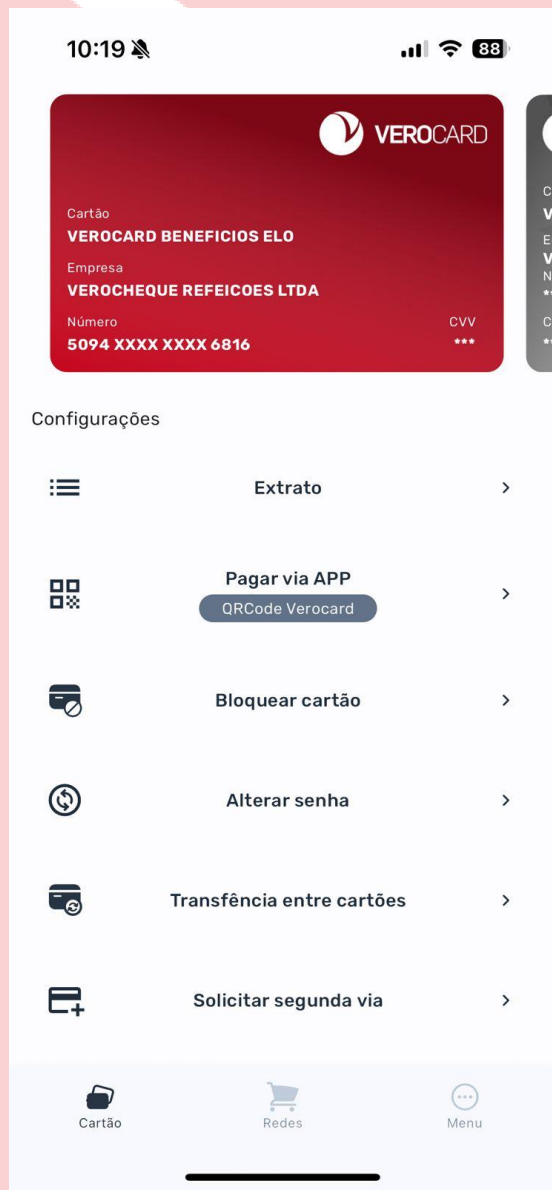 10:19
88
VEROCARD
Cartão
VEROCARD BENEFICIOS ELO
Empresa
VEROCHEQUE REFEICOES LTDA
Número
CVV
5094 XXXX XXXX 6816
***
C
V
E
V
N
**
C
**
Configurações
Extrato
Pagar via APP
QRCode Verocard
Bloquear cartão
Alterar senha
Transfência entre cartões
Solicitar segunda via
Cartão
Redes
Menu